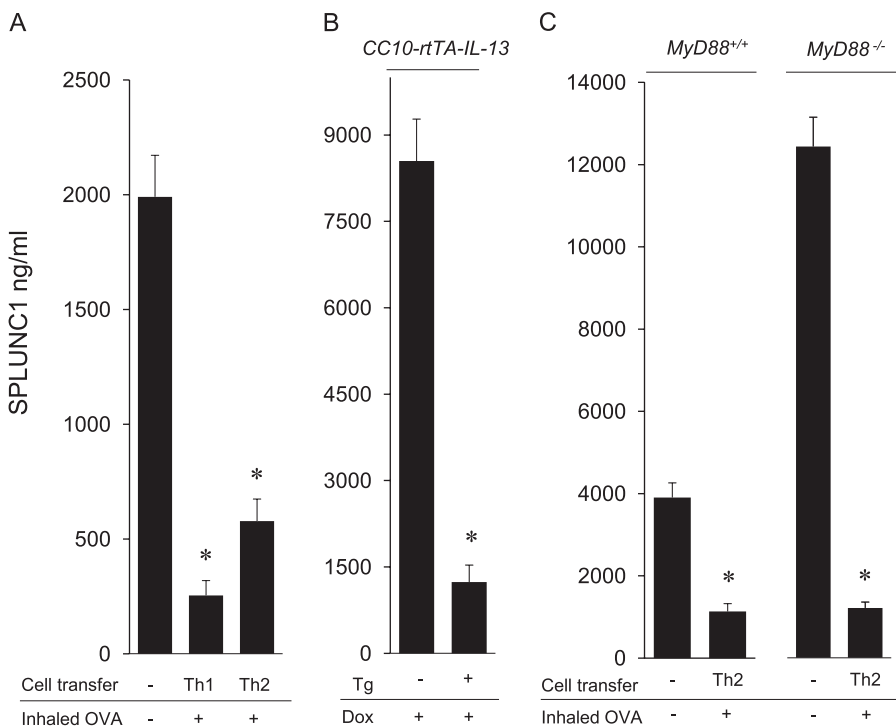 A
B
C
CC10-rtTA-IL-13
MyD88+/+
MyD88-/-
SPLUNC1 ng/ml
2500
2000
1500
1000
500
0
*
*
Cell transfer - Th1 Th2
Inhaled OVA - + +
9000
7500
6000
4500
3000
1500
0
*
Tg - +
Dox + +
14000
12000
10000
8000
6000
4000
2000
0
*
*
Cell transfer - Th2 - Th2
Inhaled OVA - + - +